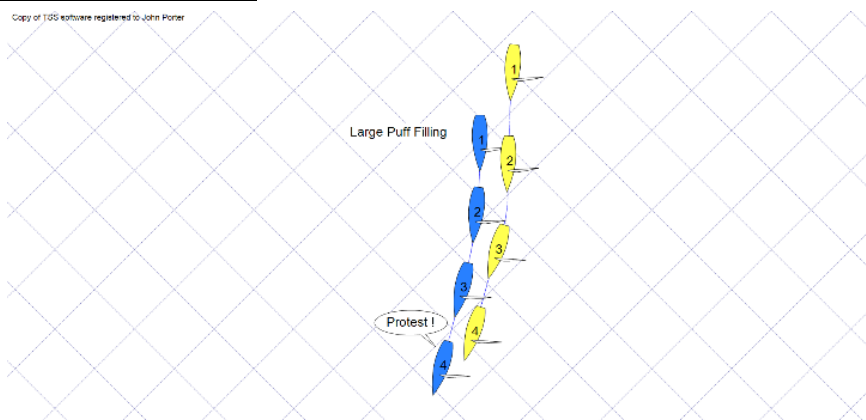 Copy of TSS software registered to John Porter
1
Large Puff Filling
1
2
2
3
3
Protest !
4
4